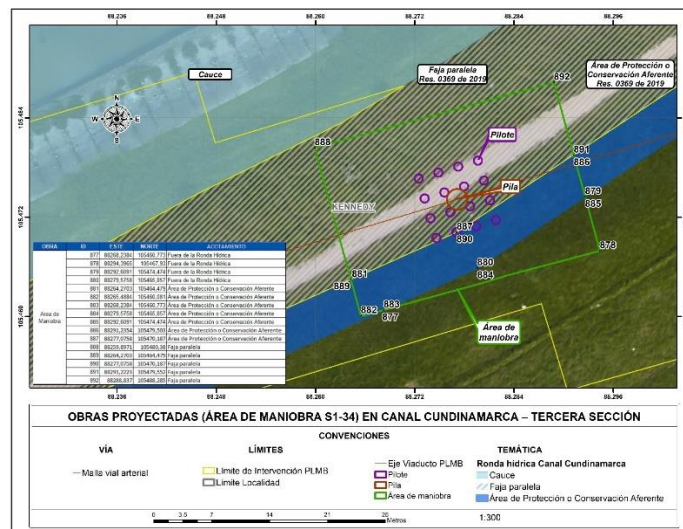 88.236 88.248 88.260 88.272 88.284 88.296
105.484
105.472
105.460
N
W E
S
Cauce
Faja paralela
Res. 0369 de 2019
Área de Protección o
Conservación Aferente
Res. 0369 de 2019
892
888
Pilote
891
886
Pila
KENNEDY
879
885
887
890
878
881
880
889
884
882 883
877
Área de
maniobra
OBRA ID ESTE NORTE ACOTAMIENTO
Área de
Maniobra
877 Fuera de la Ronda Hídrica
878 Fuera de la Ronda Hídrica
879 Fuera de la Ronda Hídrica
880 Fuera de la Ronda Hídrica
881 Área de Protección o Conservación Aferente
882 Área de Protección o Conservación Aferente
883 Área de Protección o Conservación Aferente
884 Área de Protección o Conservación Aferente
885 Área de Protección o Conservación Aferente
886 Área de Protección o Conservación Aferente
887 Área de Protección o Conservación Aferente
888 Faja paralela
889 Faja paralela
890 Faja paralela
891 Faja paralela
892 Faja paralela
88.236 88.248 88.260 88.272 88.284 88.296
OBRAS PROYECTADAS (ÁREA DE MANIOBRA S1-34) EN CANAL CUNDINAMARCA – TERCERA SECCIÓN
CONVENCIONES
VÍA LÍMITES TEMÁTICA
Malla vial arterial
Límite de Intervención PLMB
Límite Localidad
Eje Viaducto PLMB
Pilote
Pila
Área de maniobra
Ronda hídrica Canal Cundinamarca
Cauce
Faja paralela
Área de Protección o Conservación Aferente
0 3.5 7 14 21 28
Metros
1:300